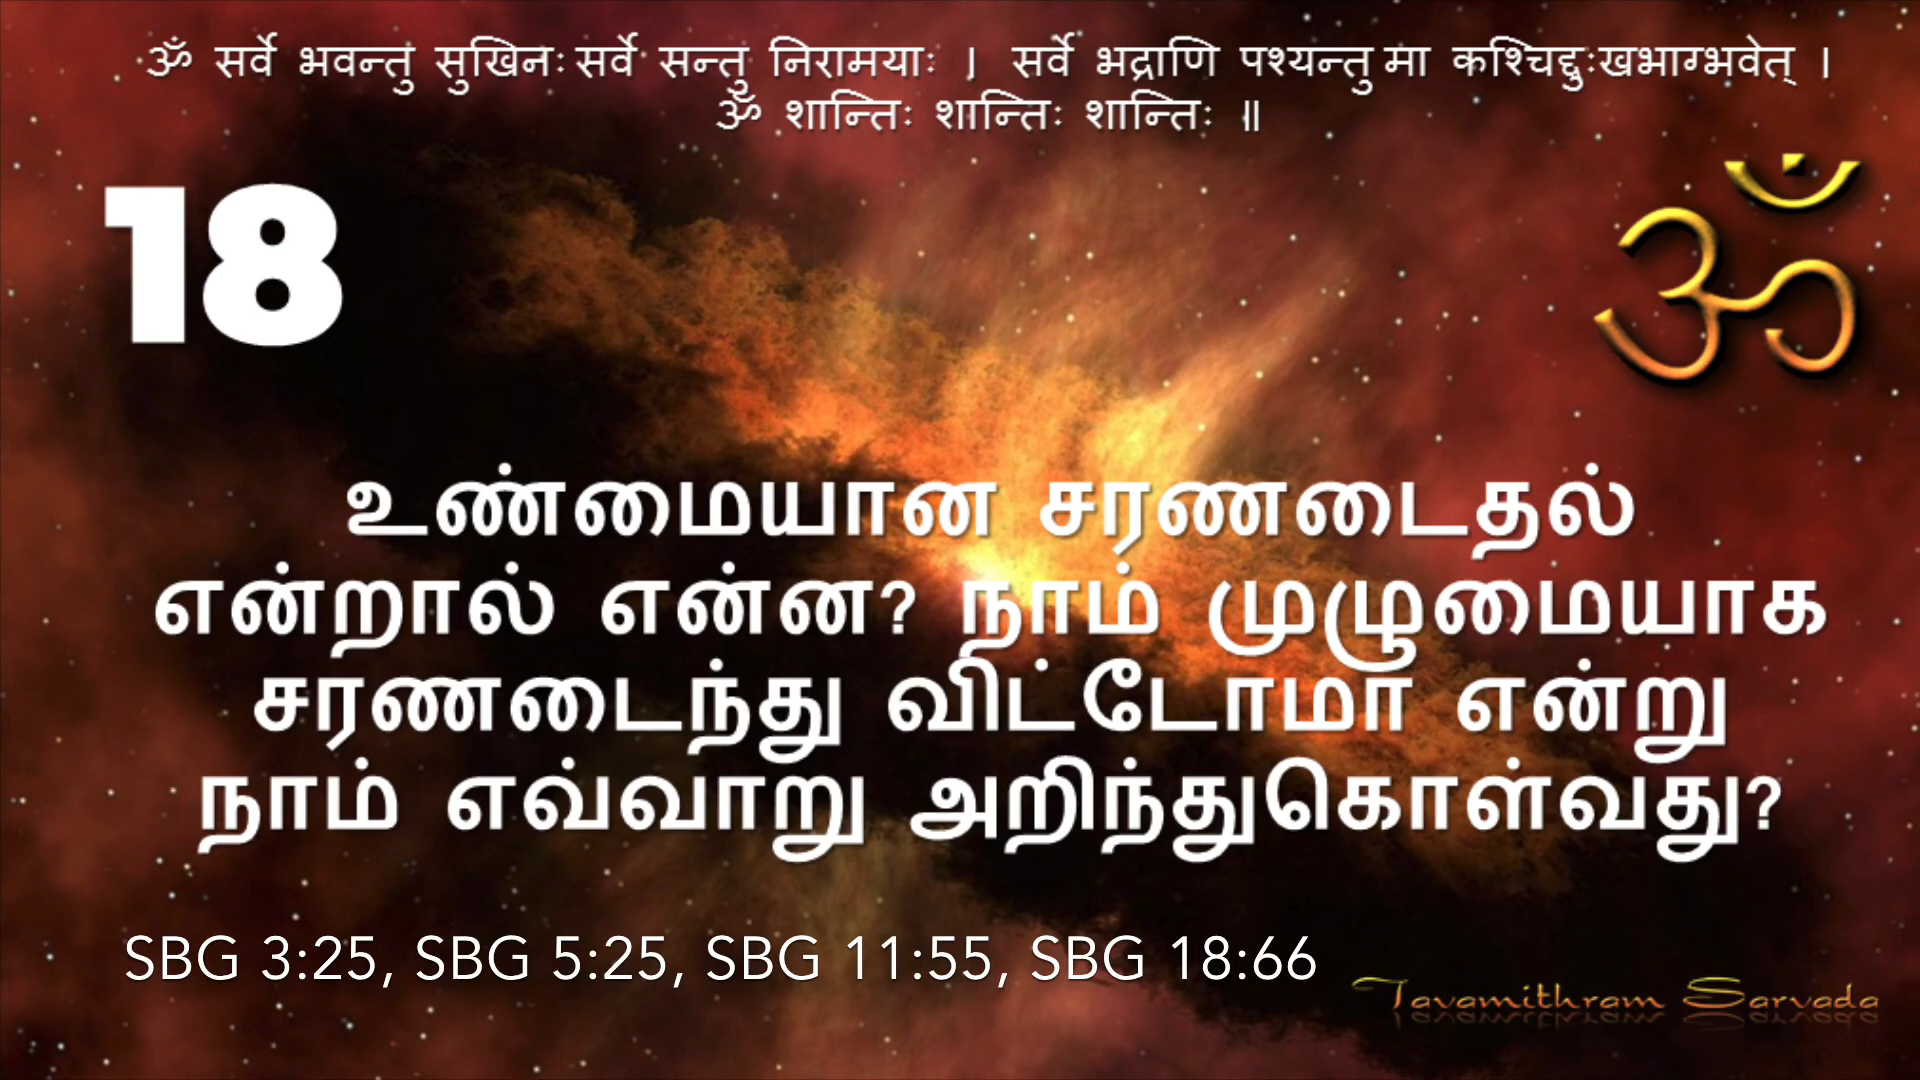 ॐ सर्वे भवन्तु सुखिनः सर्वे सन्तु निरामयाः । सर्वे भद्राणि पश्यन्तु मा कश्चिद्दुःखभाग्भवेत् ।
ॐ शान्तिः शान्तिः शान्तिः ॥
18
ॐ
உண்மையான சரணடைதல்
என்றால் என்ன? நாம் முழுமையாக
சரணடைந்து விட்டோமா என்று
நாம் எவ்வாறு அறிந்துகொள்வது?
SBG 3:25, SBG 5:25, SBG 11:55, SBG 18:66
Tavamithram Sarvada